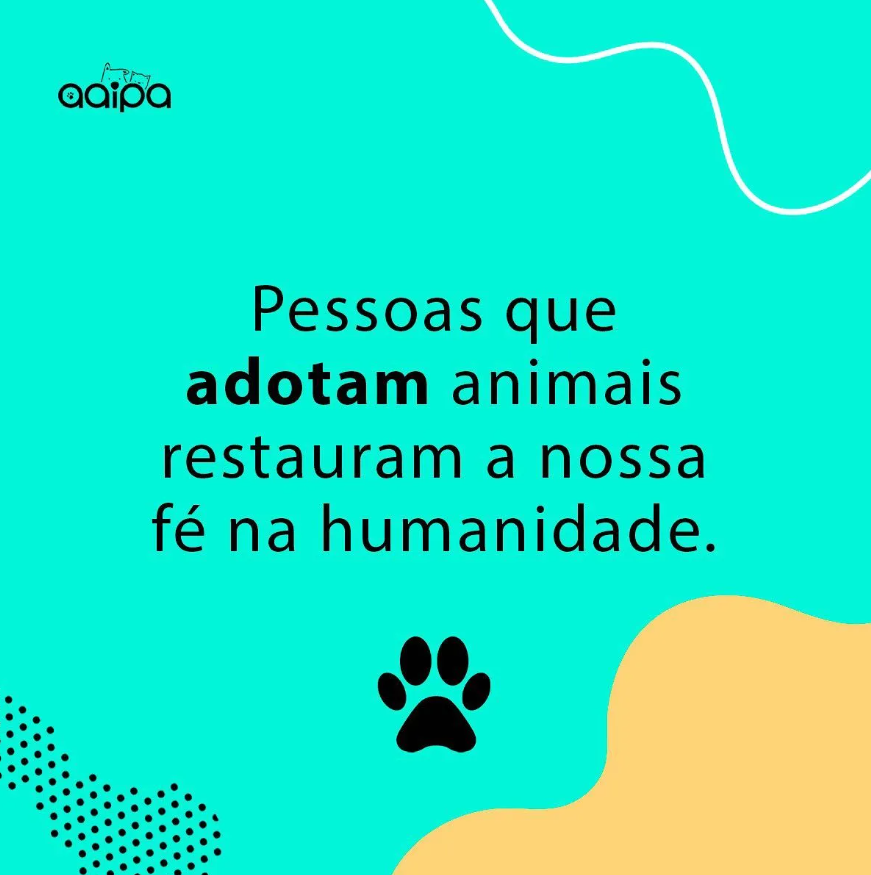 aaipa
Pessoas que
adotam animais
restauram a nossa
fé na humanidade.